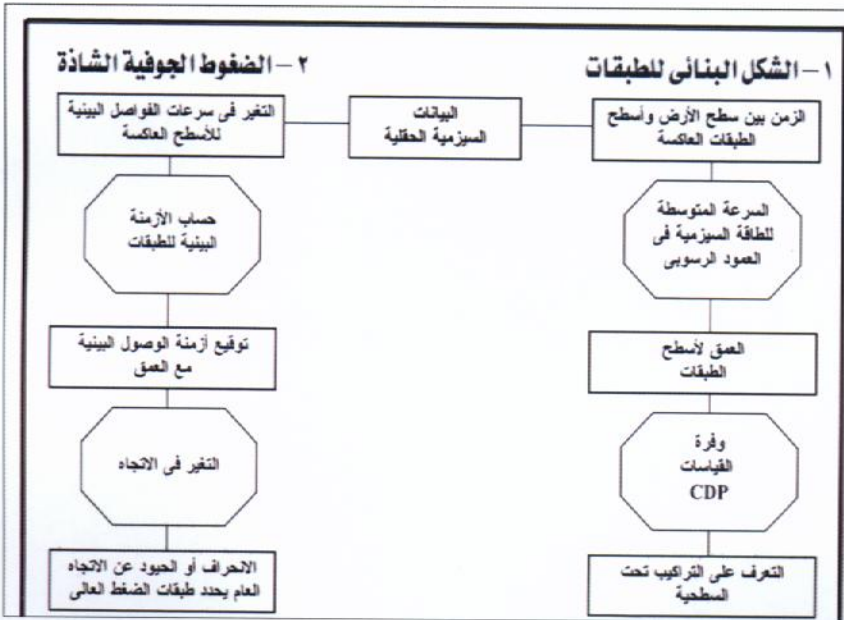 ١ – الشكل البنائى للطبقات
٢ – الضغوط الجوفية الشاذة
الزمن بين سطح الأرض وأسطح
الطبقات العاكسة
البيانات
السيزمية الحقلية
التغير فى سرعات الفواصل البينية
للأسطح العاكسة
السرعة المتوسطة
للطاقة السيزمية فى
العمود الرسوبى
حساب الأزمنة
البينية للطبقات
العمق لأسطح
الطبقات
توقيع أزمنة الوصول البينية
مع العمق
وفرة
القياسات
CDP
التغير فى الاتجاه
التعرف على التراكيب تحت
السطحية
الانحراف أو الحيود عن الاتجاه
العام يحدد طبقات الضغط العالى